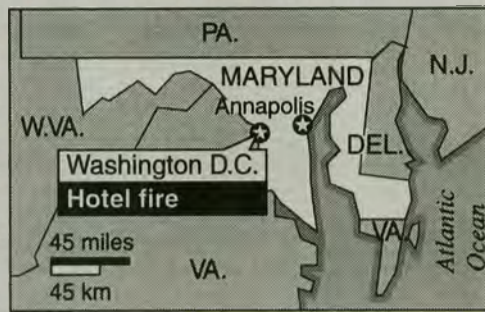 PA.
MARYLAND
N.J.
Annapolis
W.VA.
DEL.
Washington D.C.
Hotel fire
VA.
45 miles
45 km
VA.
Atlantic
Ocean